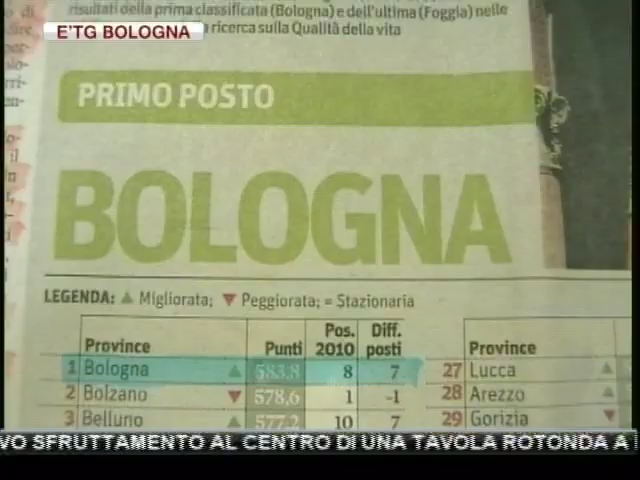 risultati della prima classificata (Bologna) e dell'ultima (Foggia) nelle
E'TG BOLOGNA
a ricerca sulla Qualità della vita
PRIMO POSTO
BOLOGNA
LEGENDA: ▲ Migliorata; ▼ Peggiorata; = Stazionaria
Province Punti Pos. 2010 Diff. posti Province
1 Bologna ▲ 583,8 8 7 27 Lucca ▲
2 Bolzano ▼ 578,6 1 -1 28 Arezzo ▲
3 Belluno ▲ 577,2 10 7 29 Gorizia ▼
VO SFRUTTAMENTO AL CENTRO DI UNA TAVOLA ROTONDA A